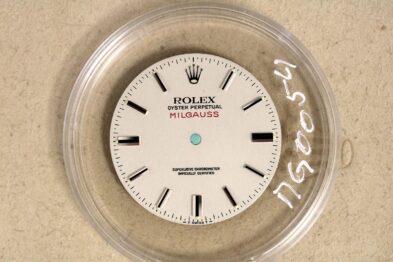 ROLEX
OYSTER PERPETUAL
MILGAUSS
SUPERLATIVE CHRONOMETER
OFFICIALLY CERTIFIED